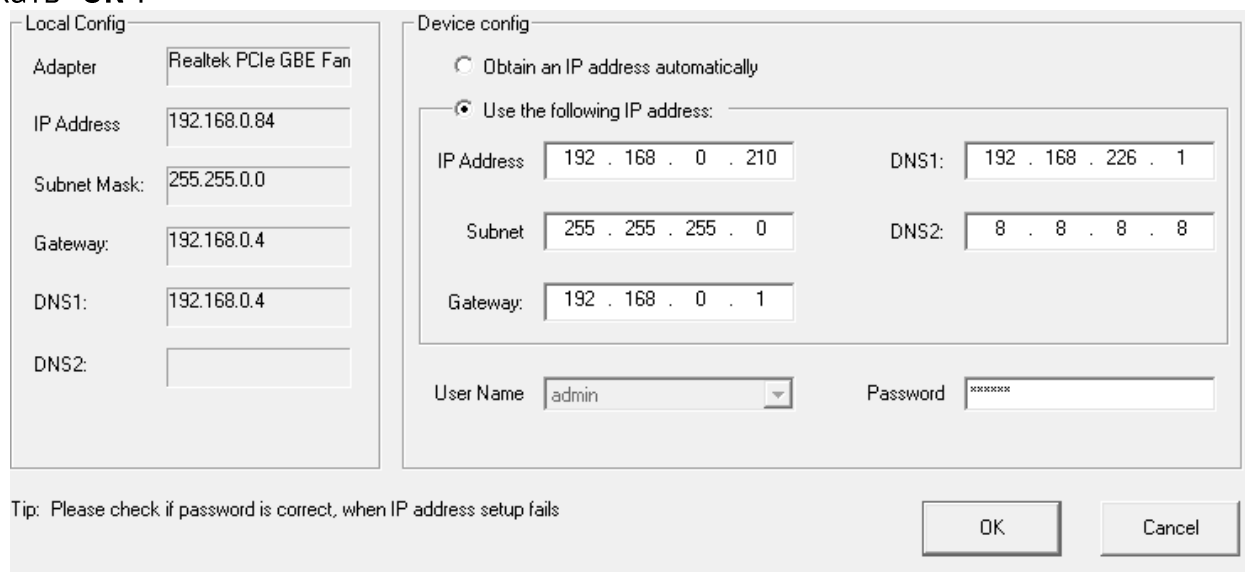 Local Config
Adapter Realtek PCIe GBE Fan
IP Address 192.168.0.84
Subnet Mask: 255.255.0.0
Gateway: 192.168.0.4
DNS1: 192.168.0.4
DNS2:
Device config
Obtain an IP address automatically
Use the following IP address:
IP Address 192 . 168 . 0 . 210 DNS1: 192 . 168 . 226 . 1
Subnet 255 . 255 . 255 . 0 DNS2: 8 . 8 . 8 . 8
Gateway: 192 . 168 . 0 . 1
User Name admin Password ******
Tip: Please check if password is correct, when IP address setup fails
OK Cancel